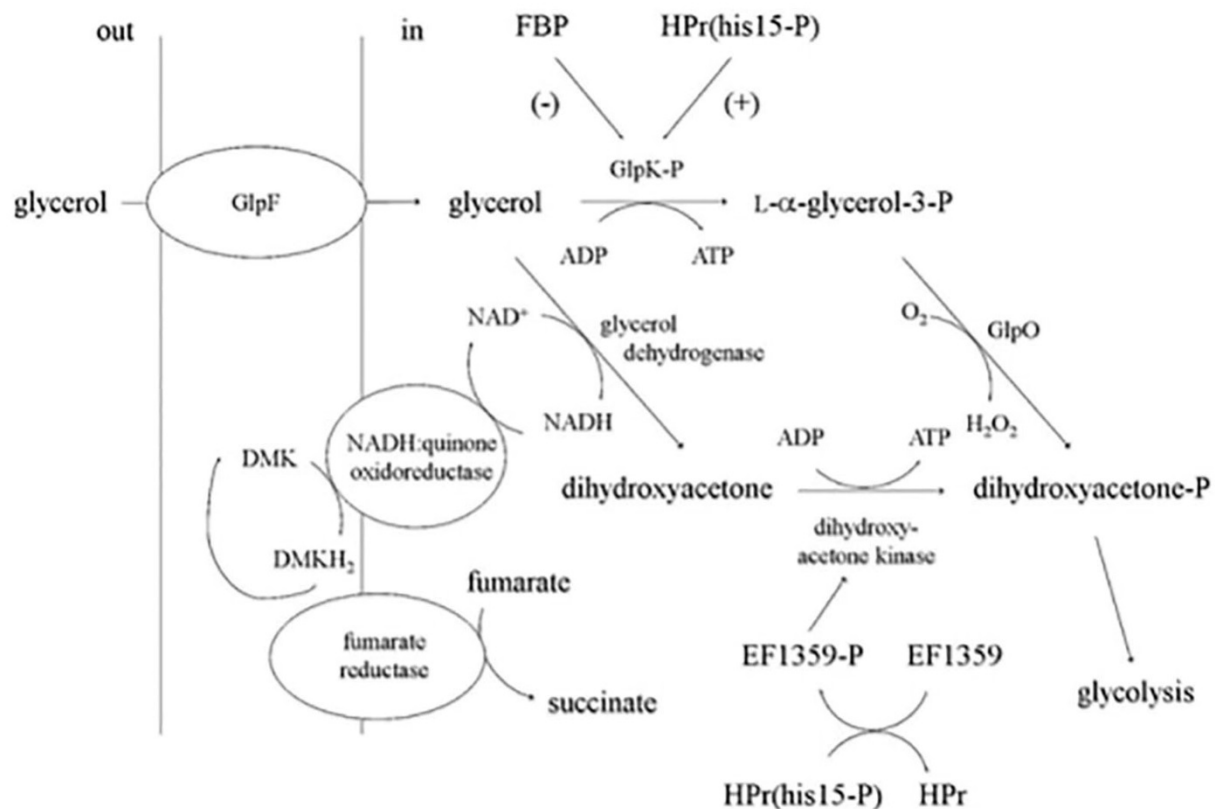 out
in
FBP
HPr(his15-P)
(-)
(+)
GlpK-P
glycerol
GlpF
glycerol
L-α-glycerol-3-P
ADP
ATP
NAD⁺
glycerol
dehydrogenase
O₂
GlpO
NADH
H₂O₂
NADH:quinone
oxidoreductase
DMK
ADP
ATP
dihydroxyacetone
dihydroxyacetone-P
dihydroxy-
acetone kinase
DMKH₂
fumarate
fumarate
reductase
EF1359-P
EF1359
succinate
glycolysis
HPr(his15-P)
HPr